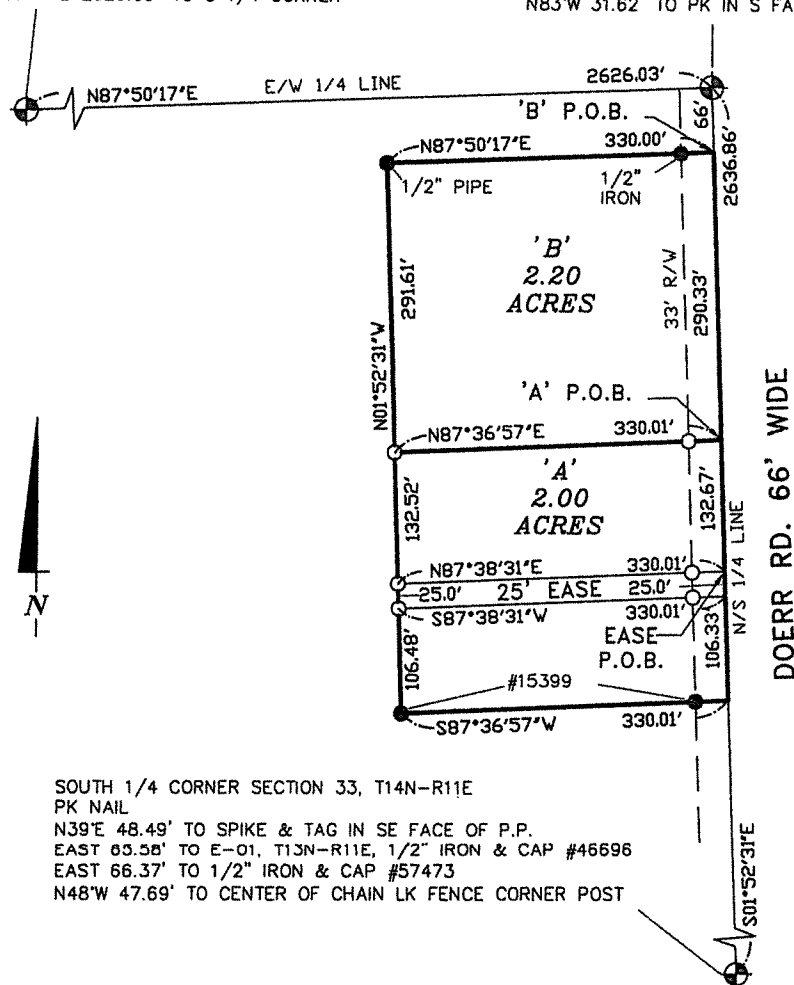 N83°W 31.62' TO PK IN S FA
N87°50'17"E E/W 1/4 LINE 2626.03'
66'
'B' P.O.B.
2636.86'
N87°50'17"E 330.00'
1/2" PIPE
1/2"
IRON
'B'
2.20
ACRES
291.61'
33' R/W
290.33'
N01°52'31"W
'A' P.O.B.
N87°36'57"E 330.01'
'A'
2.00
ACRES
132.52'
132.67'
N/S 1/4 LINE
DOERR RD. 66' WIDE
N87°38'31"E 330.01'
25.0' 25' EASE 25.0'
S87°38'31"W 330.01'
EASE
P.O.B.
106.48'
106.33'
#15399
S87°36'57"W 330.01'
N
SOUTH 1/4 CORNER SECTION 33, T14N-R11E
PK NAIL
N39°E 48.49' TO SPIKE & TAG IN SE FACE OF P.P.
EAST 65.58' TO E-01, T13N-R11E, 1/2" IRON & CAP #46696
EAST 66.37' TO 1/2" IRON & CAP #57473
N48°W 47.69' TO CENTER OF CHAIN LK FENCE CORNER POST
S01°52'31"E